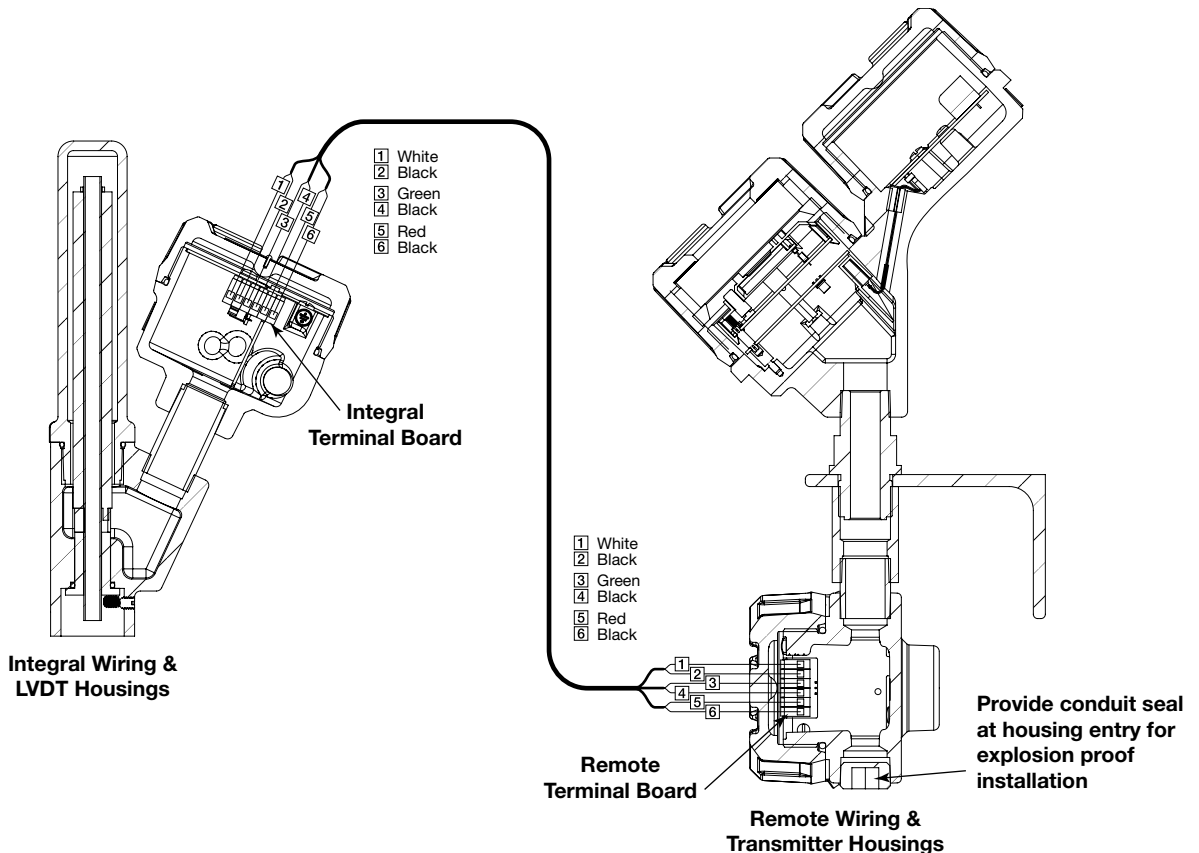 1 White
2 Black
3 Green
4 Black
5 Red
6 Black
1
2
3
4
5
6
Integral
Terminal Board
Integral Wiring &
LVDT Housings
1 White
2 Black
3 Green
4 Black
5 Red
6 Black
1
2
3
4
5
6
Remote
Terminal Board
Provide conduit seal
at housing entry for
explosion proof
installation
Remote Wiring &
Transmitter Housings